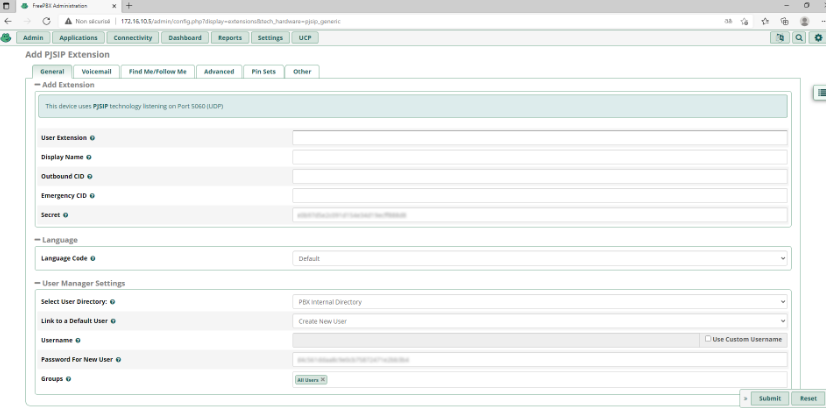 FreePBX Administration
Non sécurisé | 172.16.10.5/admin/config.php?display=extensions&tech_hardware=pjsip_generic
Admin Applications Connectivity Dashboard Reports Settings UCP
Add PJSIP Extension
General Voicemail Find Me/Follow Me Advanced Pin Sets Other
Add Extension
This device uses PJSIP technology listening on Port 5060 (UDP)
User Extension
Display Name
Outbound CID
Emergency CID
Secret
Language
Language Code Default
User Manager Settings
Select User Directory: PBX Internal Directory
Link to a Default User Create New User
Username Use Custom Username
Password For New User
Groups All Users
Submit Reset